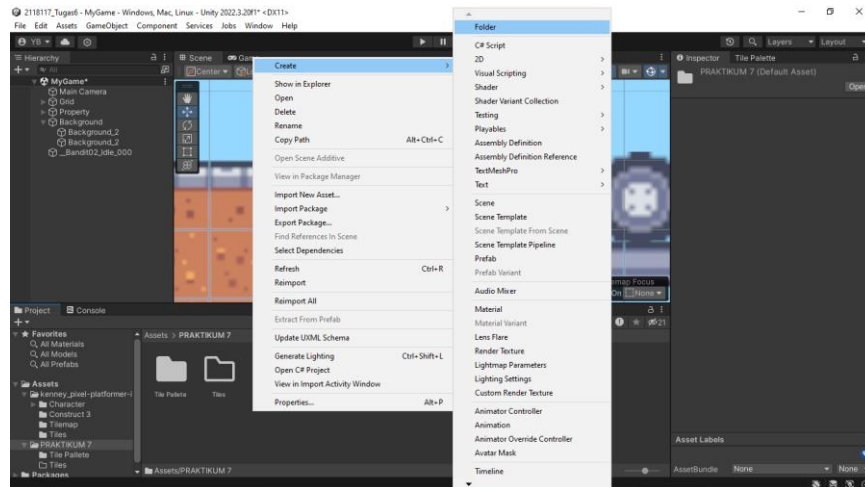 2118117_Tugas6 - MyGame - Windows, Mac, Linux - Unity 2022.3.20f1* <DX11>
File Edit Assets GameObject Component Services Jobs Window Help
YB
Layers
Layout
Hierarchy
All
MyGame*
Main Camera
Grid
Property
Background
Background_2
Background_2
_Bandit02_Idle_000
Scene
Center
Create
Show in Explorer
Open
Delete
Rename
Copy Path Alt+Ctrl+C
Open Scene Additive
View in Package Manager
Import New Asset...
Import Package
Export Package...
Find References In Scene
Select Dependencies
Refresh Ctrl+R
Reimport
Reimport All
Extract From Prefab
Update UXML Schema
Generate Lighting Ctrl+Shift+L
Open C# Project
View in Import Activity Window
Properties... Alt+P
Folder
C# Script
2D
Visual Scripting
Shader
Shader Variant Collection
Testing
Playables
Assembly Definition
Assembly Definition Reference
TextMeshPro
Text
Scene
Scene Template
Scene Template From Scene
Scene Template Pipeline
Prefab
Prefab Variant
Audio Mixer
Material
Material Variant
Lens Flare
Render Texture
Lightmap Parameters
Lighting Settings
Custom Render Texture
Animator Controller
Animation
Animator Override Controller
Avatar Mask
Timeline
Focus
On None
21
Inspector Tile Palette
PRAKTIKUM 7 (Default Asset)
Open
Asset Labels
AssetBundle None None
Project Console
Favorites
All Materials
All Models
All Prefabs
Assets
kenney_pixel-platformer-i
Character
Construct 3
Tilemap
Tiles
PRAKTIKUM 7
Tile Pallete
Tiles
Packages
Assets > PRAKTIKUM 7
Tile Pallete Tiles
Assets/PRAKTIKUM 7